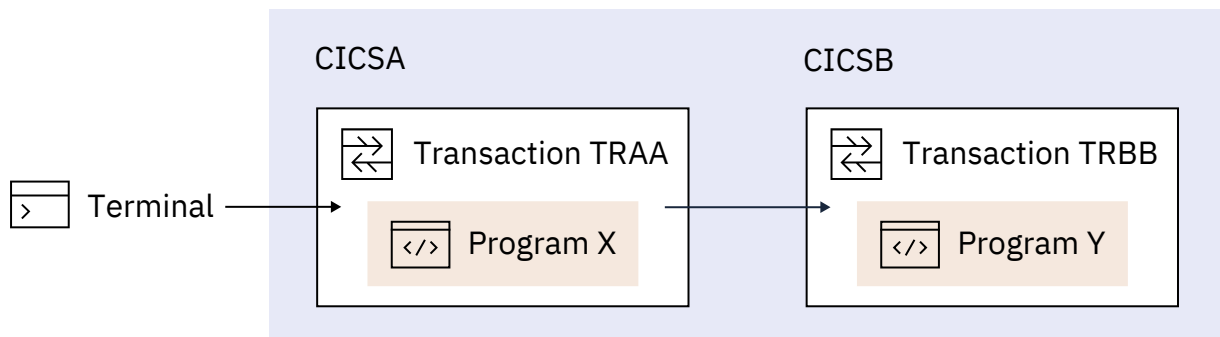 CICSA
CICSB
Transaction TRAA
Transaction TRBB
Terminal
Program X
Program Y